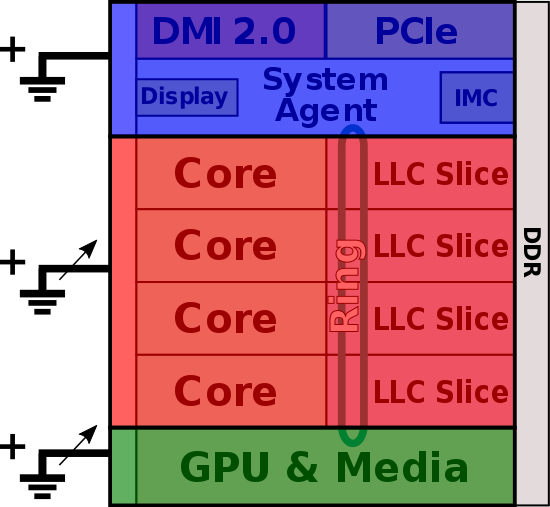 DMI 2.0
PCIe
System
Agent
Display
IMC
Core
LLC Slice
Core
LLC Slice
Core
LLC Slice
Core
LLC Slice
Ring
DDR
GPU & Media
+
+
+